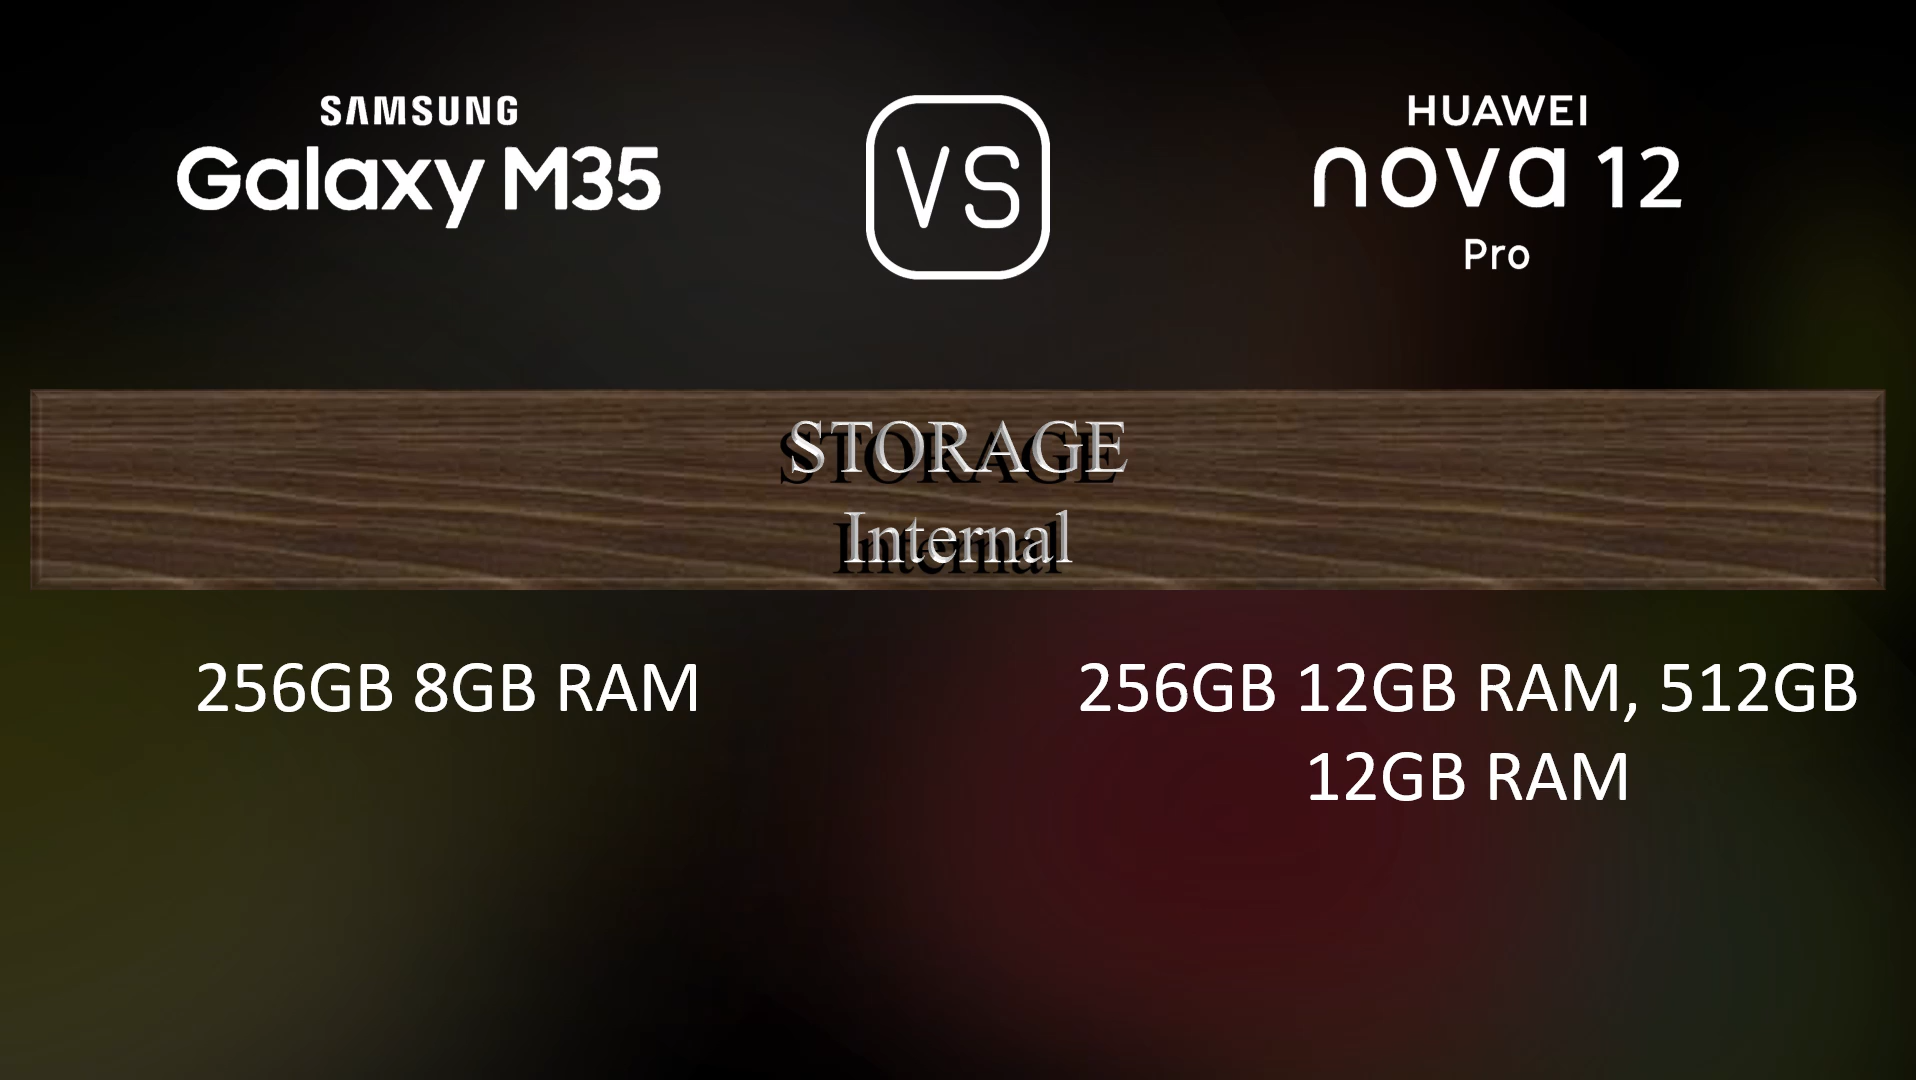 SAMSUNG
Galaxy M35
VS
HUAWEI
nova 12
Pro
STORAGE
Internal
256GB 8GB RAM
256GB 12GB RAM, 512GB
12GB RAM